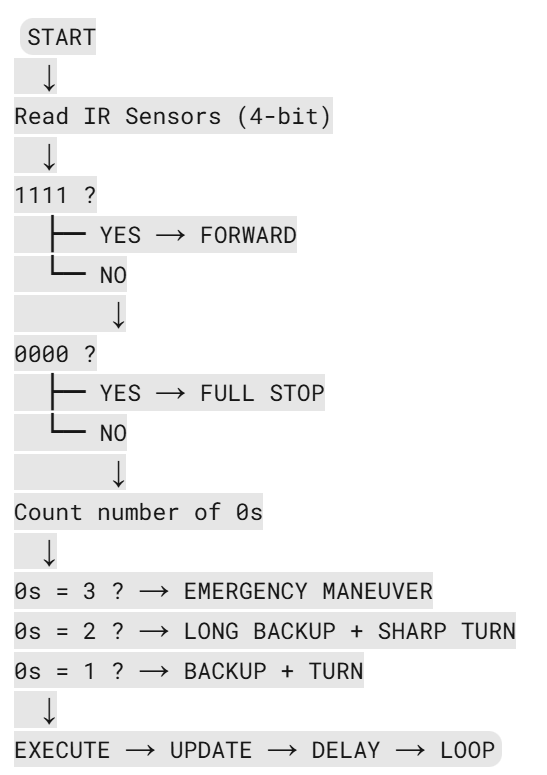 START
↓
Read IR Sensors (4-bit)
↓
1111 ?
├── YES → FORWARD
└── NO
↓
0000 ?
├── YES → FULL STOP
└── NO
↓
Count number of 0s
↓
0s = 3 ? → EMERGENCY MANEUVER
0s = 2 ? → LONG BACKUP + SHARP TURN
0s = 1 ? → BACKUP + TURN
↓
EXECUTE → UPDATE → DELAY → LOOP